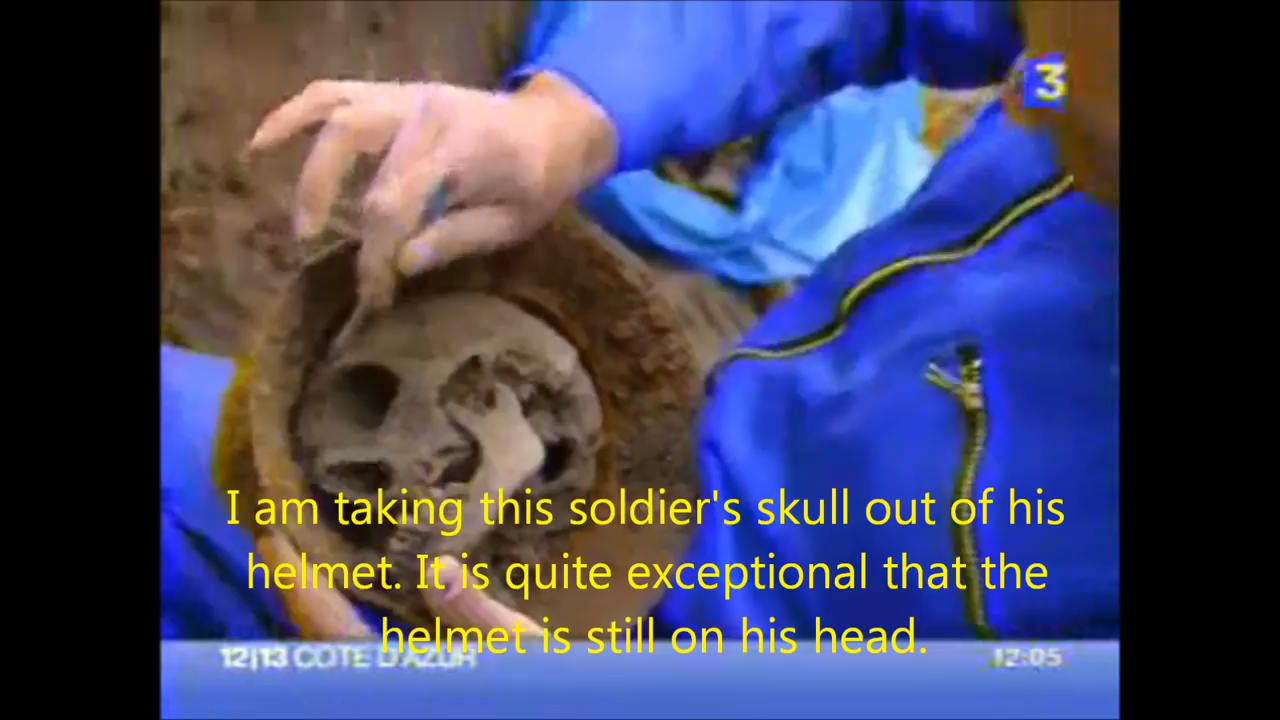 3
I am taking this soldier's skull out of his
helmet. It is quite exceptional that the
helmet is still on his head.
12|13 COTE D'AZUR
12:05